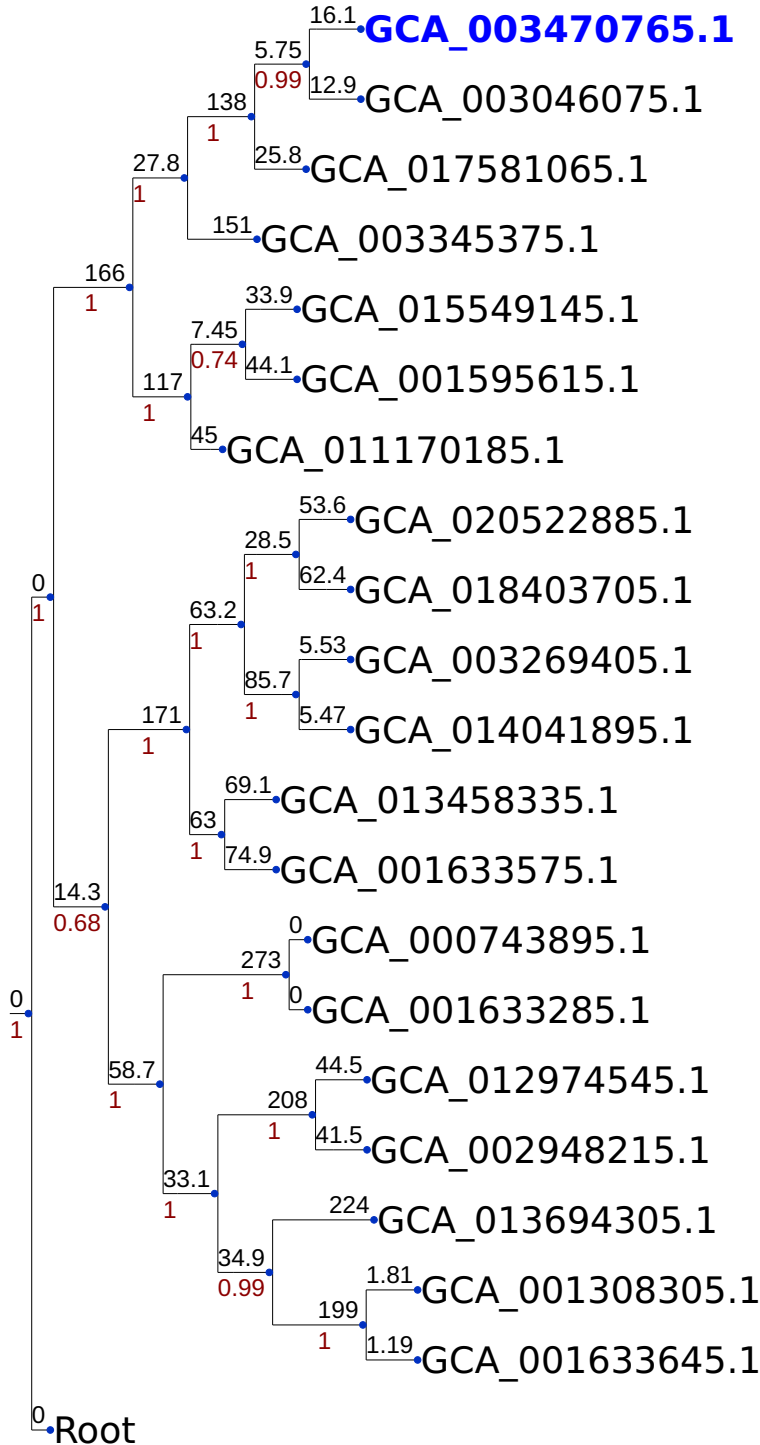 16.1
GCA_003470765.1
5.75
0.99
12.9
GCA_003046075.1
138
1
25.8
GCA_017581065.1
27.8
1
151
GCA_003345375.1
166
1
33.9
GCA_015549145.1
7.45
0.74
44.1
GCA_001595615.1
117
1
45
GCA_011170185.1
53.6
GCA_020522885.1
28.5
1
62.4
GCA_018403705.1
0
1
63.2
1
5.53
GCA_003269405.1
85.7
1
5.47
GCA_014041895.1
171
1
69.1
GCA_013458335.1
63
1
74.9
GCA_001633575.1
14.3
0.68
0
GCA_000743895.1
273
1
0
GCA_001633285.1
0
1
58.7
1
44.5
GCA_012974545.1
208
1
41.5
GCA_002948215.1
33.1
1
224
GCA_013694305.1
34.9
0.99
1.81
GCA_001308305.1
199
1
1.19
GCA_001633645.1
0
Root